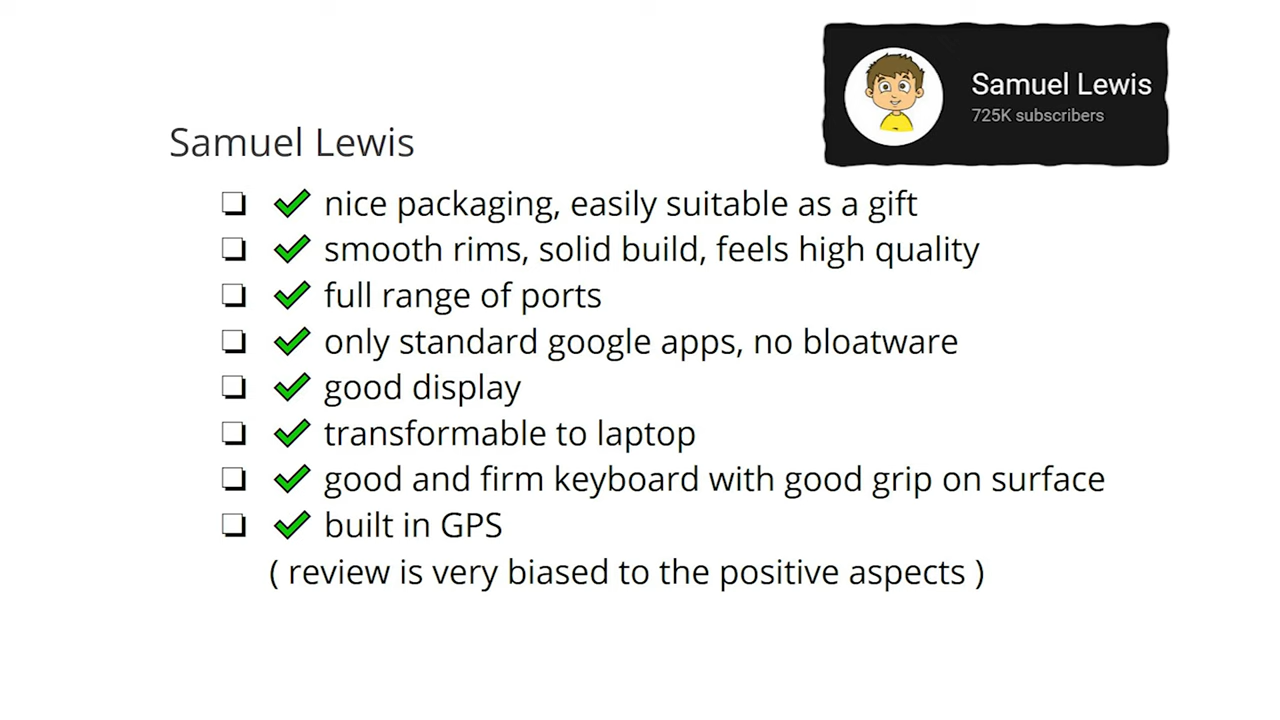 Samuel Lewis
725K subscribers
Samuel Lewis
nice packaging, easily suitable as a gift
smooth rims, solid build, feels high quality
full range of ports
only standard google apps, no bloatware
good display
transformable to laptop
good and firm keyboard with good grip on surface
built in GPS
( review is very biased to the positive aspects )